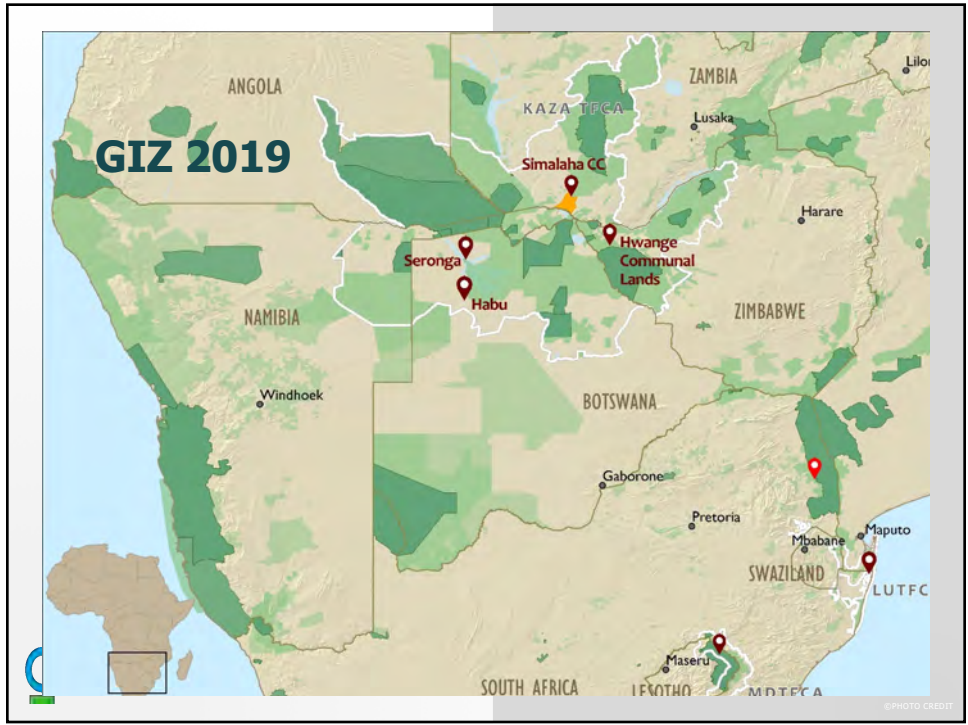 ANGOLA
ZAMBIA
KAZA TFCA
Lusaka
GIZ 2019
Simalaha CC
Harare
Hwange
Communal
Lands
Seronga
Habu
NAMIBIA
ZIMBABWE
Windhoek
BOTSWANA
Gaborone
Pretoria
Maputo
Mbabane
SWAZILAND
LUTFC
Maseru
SOUTH AFRICA
LESOTHO
MDTFCA
©PHOTO CREDIT